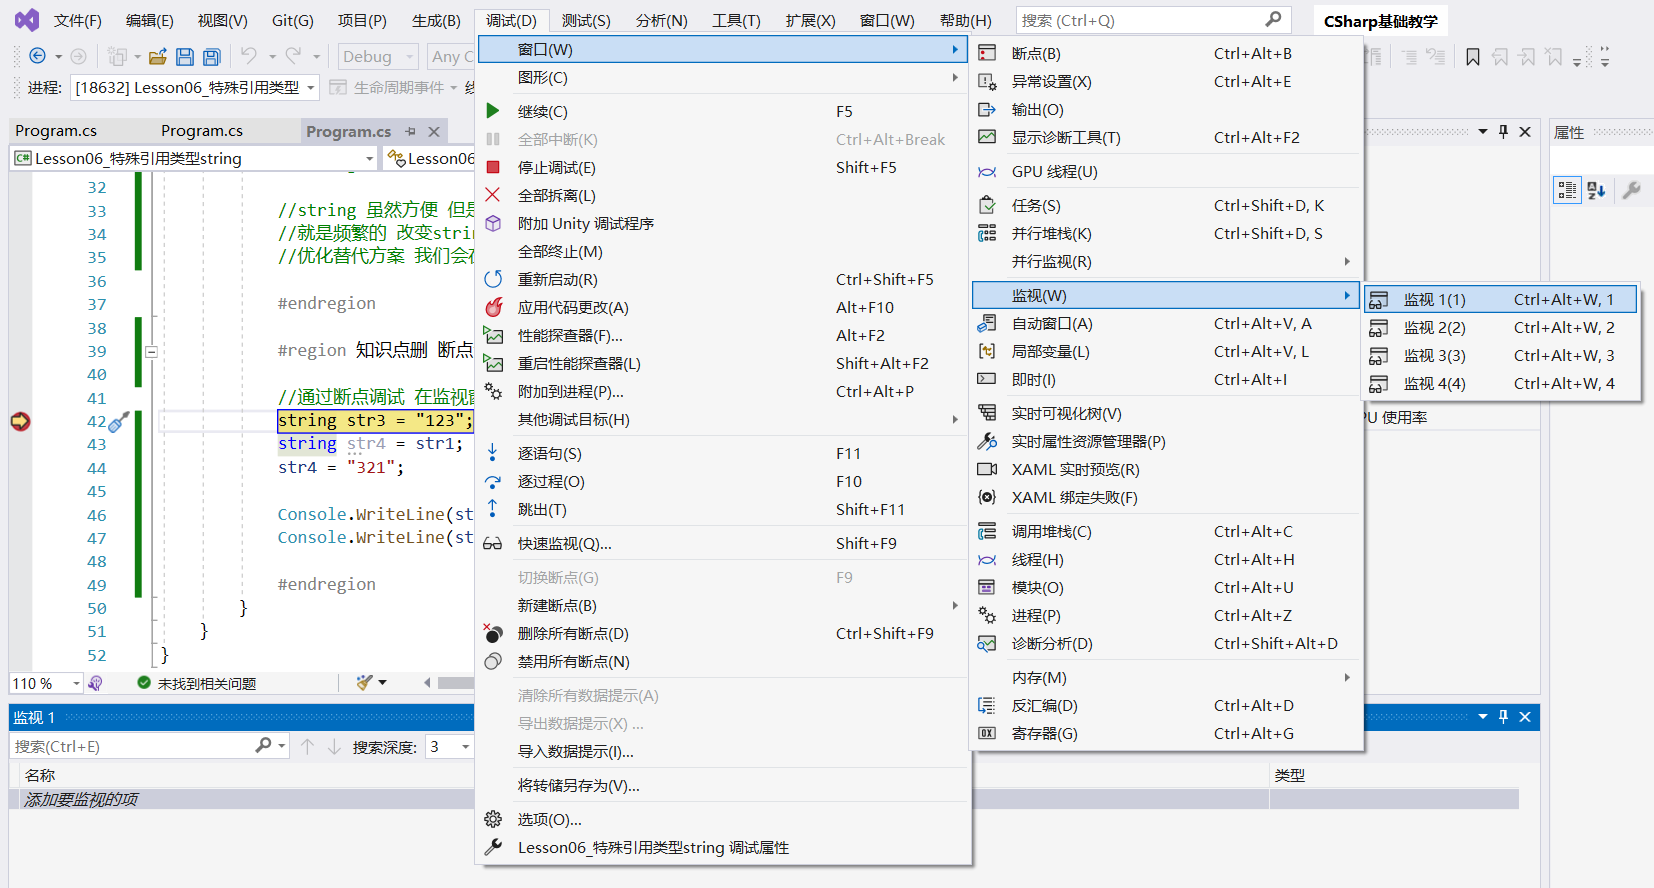 文件(F) 编辑(E) 视图(V) Git(G) 项目(P) 生成(B) 调试(D) 测试(S) 分析(N) 工具(T) 扩展(X) 窗口(W) 帮助(H) 搜索 (Ctrl+Q) CSharp基础教学
Debug Any C
进程: [18632] Lesson06_特殊引用类型 生命周期事件 线
Program.cs Program.cs Program.cs
Lesson06_特殊引用类型string Lesson06
32
33 //string 虽然方便 但是
34 //就是频繁的 改变strin
35 //优化替代方案 我们会在
36
37 #endregion
38
39 #region 知识点删 断点
40
41 //通过断点调试 在监视窗
42 string str3 = "123";
43 string str4 = str1;
44 str4 = "321";
45
46 Console.WriteLine(st
47 Console.WriteLine(st
48
49 #endregion
50 }
51 }
52 }
110 % 未找到相关问题
监视 1
搜索(Ctrl+E) 搜索深度: 3
名称 类型
添加要监视的项
窗口(W)
图形(C)
继续(C) F5
全部中断(K) Ctrl+Alt+Break
停止调试(E) Shift+F5
全部拆离(L)
附加 Unity 调试程序
全部终止(M)
重新启动(R) Ctrl+Shift+F5
应用代码更改(A) Alt+F10
性能探查器(F)... Alt+F2
重启性能探查器(L) Shift+Alt+F2
附加到进程(P)... Ctrl+Alt+P
其他调试目标(H)
逐语句(S) F11
逐过程(O) F10
跳出(T) Shift+F11
快速监视(Q)... Shift+F9
切换断点(G) F9
新建断点(B)
删除所有断点(D) Ctrl+Shift+F9
禁用所有断点(N)
清除所有数据提示(A)
导出数据提示(X) ...
导入数据提示(I)...
将转储另存为(V)...
选项(O)...
Lesson06_特殊引用类型string 调试属性
断点(B) Ctrl+Alt+B
异常设置(X) Ctrl+Alt+E
输出(O)
显示诊断工具(T) Ctrl+Alt+F2
GPU 线程(U)
任务(S) Ctrl+Shift+D, K
并行堆栈(K) Ctrl+Shift+D, S
并行监视(R)
监视(W)
自动窗口(A) Ctrl+Alt+V, A
局部变量(L) Ctrl+Alt+V, L
即时(I) Ctrl+Alt+I
实时可视化树(V)
实时属性资源管理器(P)
XAML 实时预览(R)
XAML 绑定失败(F)
调用堆栈(C) Ctrl+Alt+C
线程(H) Ctrl+Alt+H
模块(O) Ctrl+Alt+U
进程(P) Ctrl+Alt+Z
诊断分析(D) Ctrl+Shift+Alt+D
内存(M)
反汇编(D) Ctrl+Alt+D
寄存器(G) Ctrl+Alt+G
监视 1(1) Ctrl+Alt+W, 1
监视 2(2) Ctrl+Alt+W, 2
监视 3(3) Ctrl+Alt+W, 3
监视 4(4) Ctrl+Alt+W, 4
PU 使用率
属性